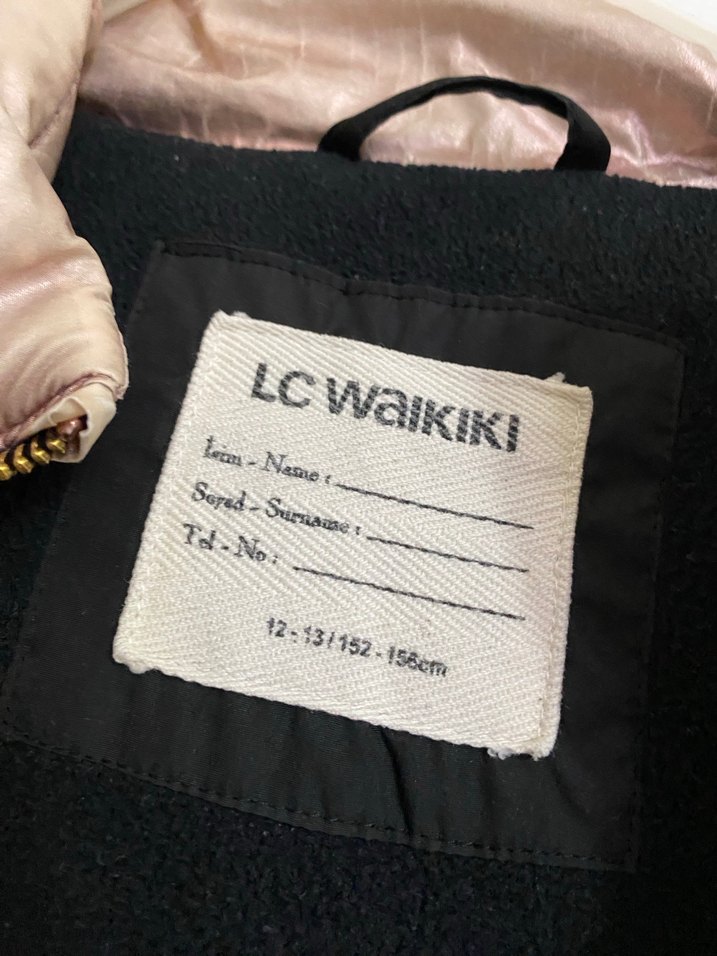 LC WAIKIKI
İsim - Name :
Soyad - Surname :
Tel - No :
12 - 13 / 152 - 158cm